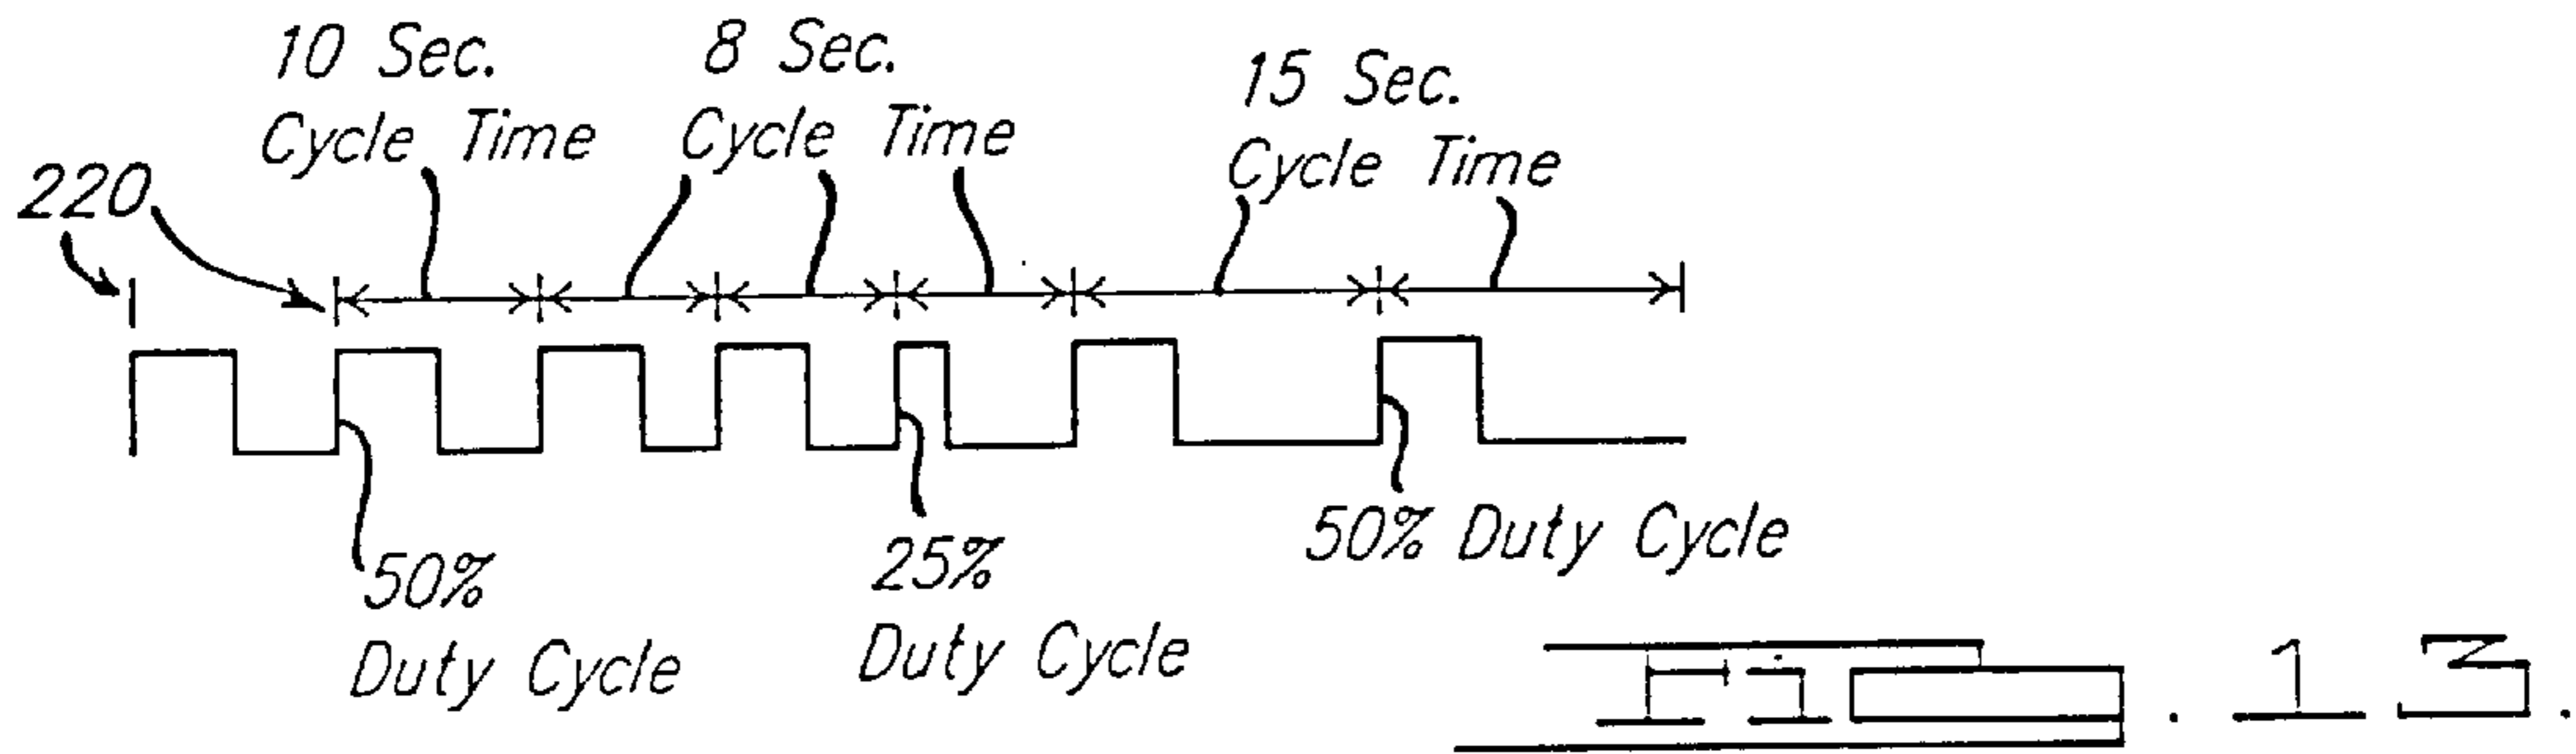 10 Sec.
Cycle Time
8 Sec.
Cycle Time
15 Sec.
Cycle Time
220
50%
Duty Cycle
25%
Duty Cycle
50% Duty Cycle
FIG. 13.